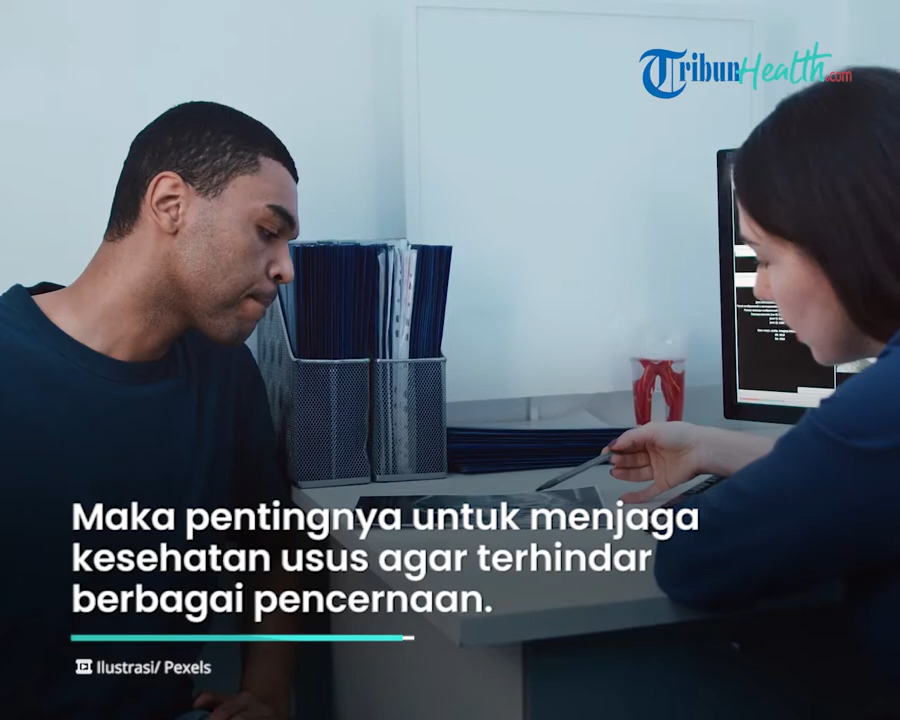 TribunHealth.com
Maka pentingnya untuk menjaga
kesehatan usus agar terhindar
berbagai pencernaan.
Ilustrasi/ Pexels